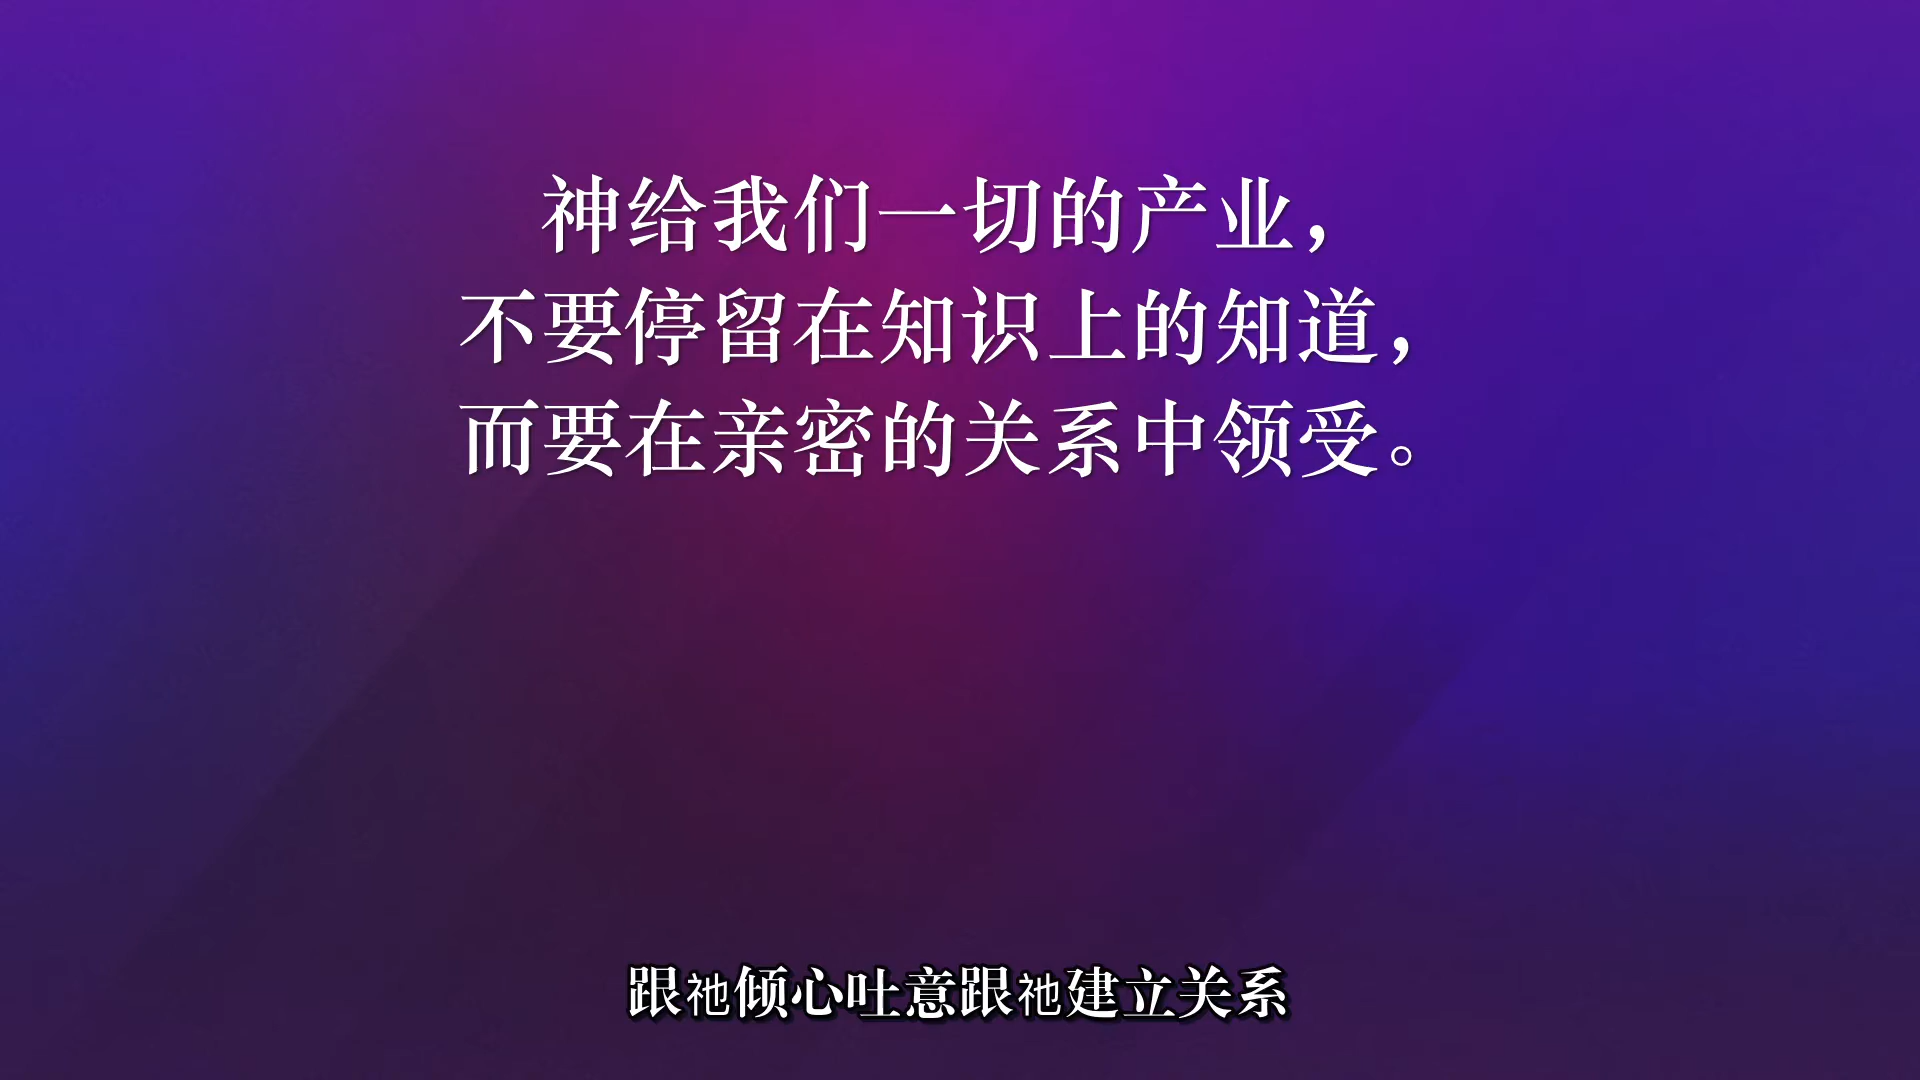 神给我们一切的产业，
不要停留在知识上的知道，
而要在亲密的关系中领受。
跟祂倾心吐意跟祂建立关系